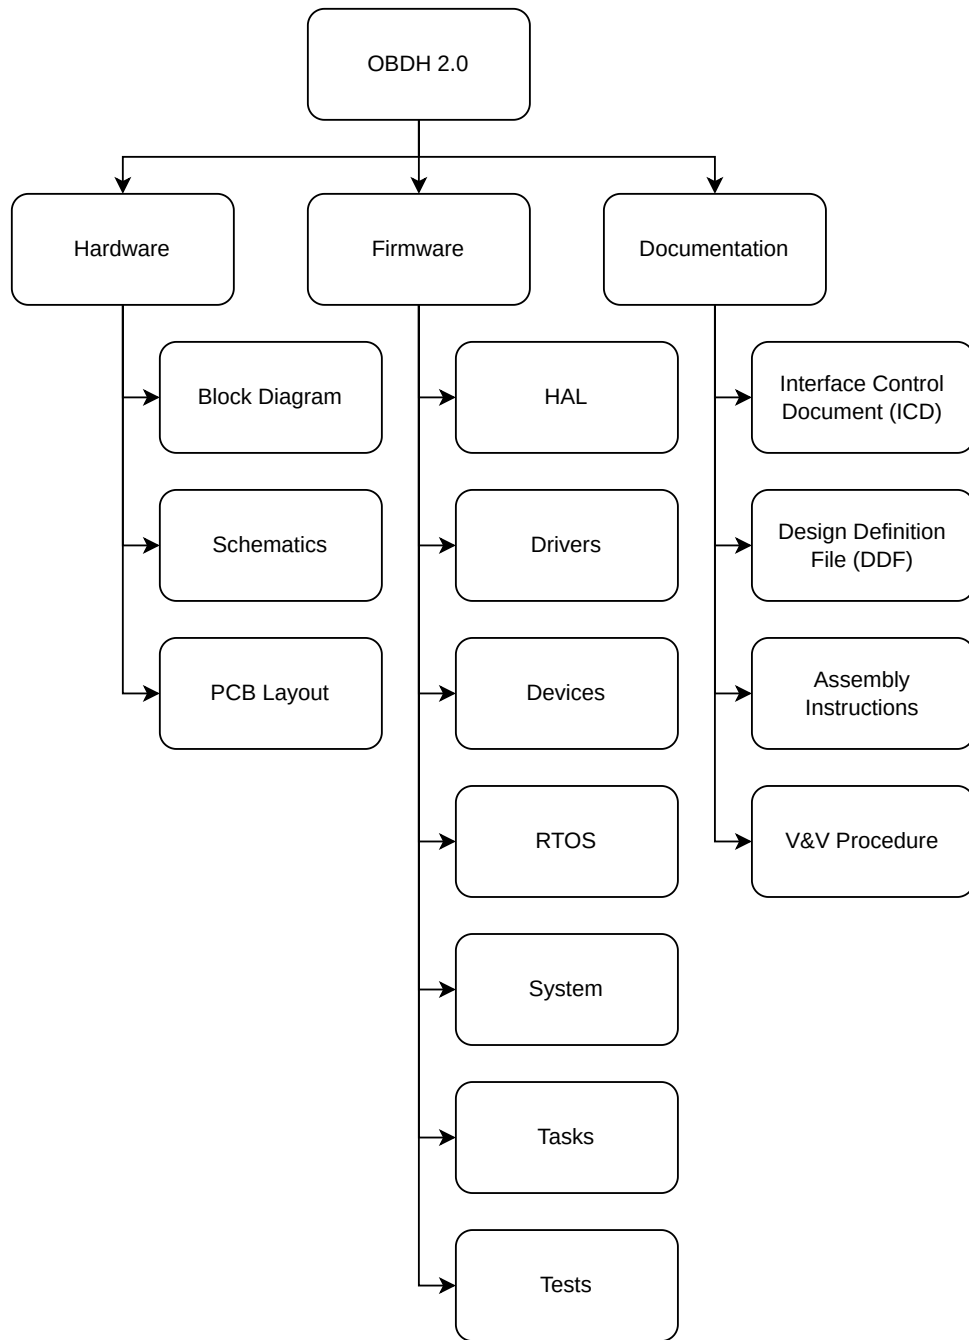 OBDH 2.0
Hardware
Firmware
Documentation
Block Diagram
HAL
Interface Control
Document (ICD)
Schematics
Drivers
Design Definition
File (DDF)
PCB Layout
Devices
Assembly
Instructions
RTOS
V&V Procedure
System
Tasks
Tests